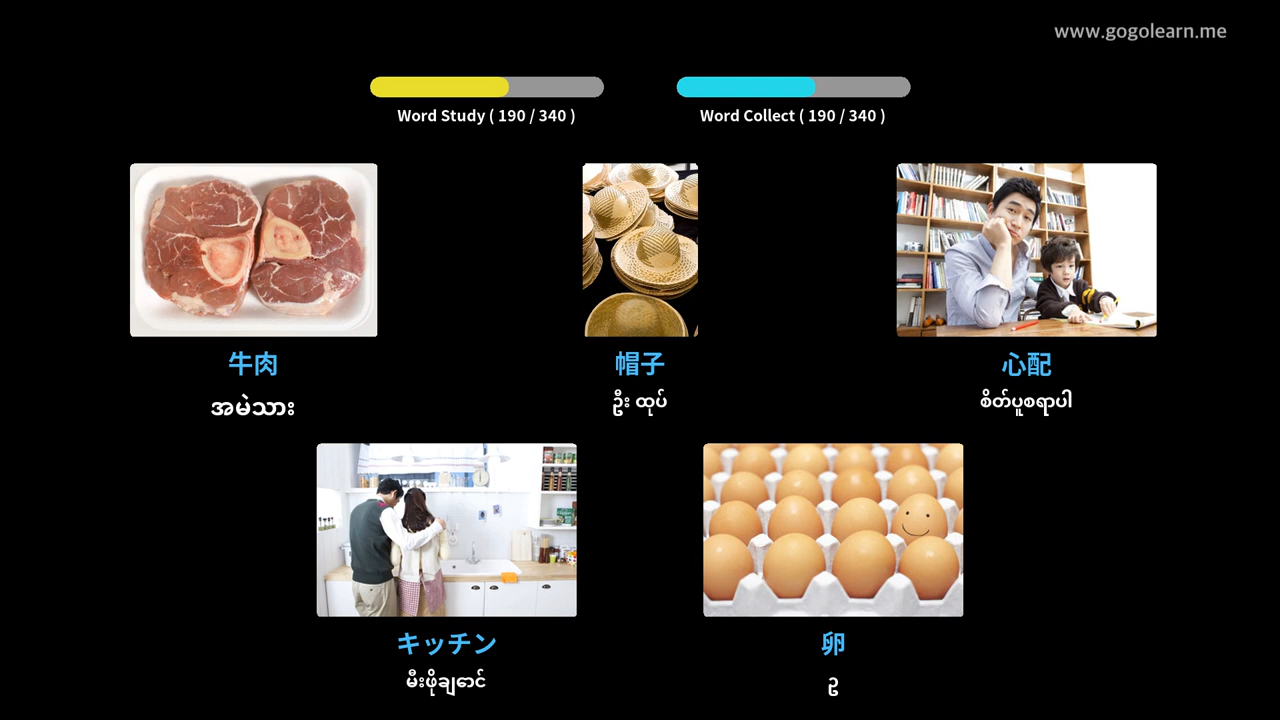 www.gogolearn.me
Word Study ( 190 / 340 )
Word Collect ( 190 / 340 )
牛肉
帽子
心配
အမဲသား
ဦး ထုပ်
စိတ်ပူစရာပါ
キッチン
卵
မီးဖိုချောင်
ဥ